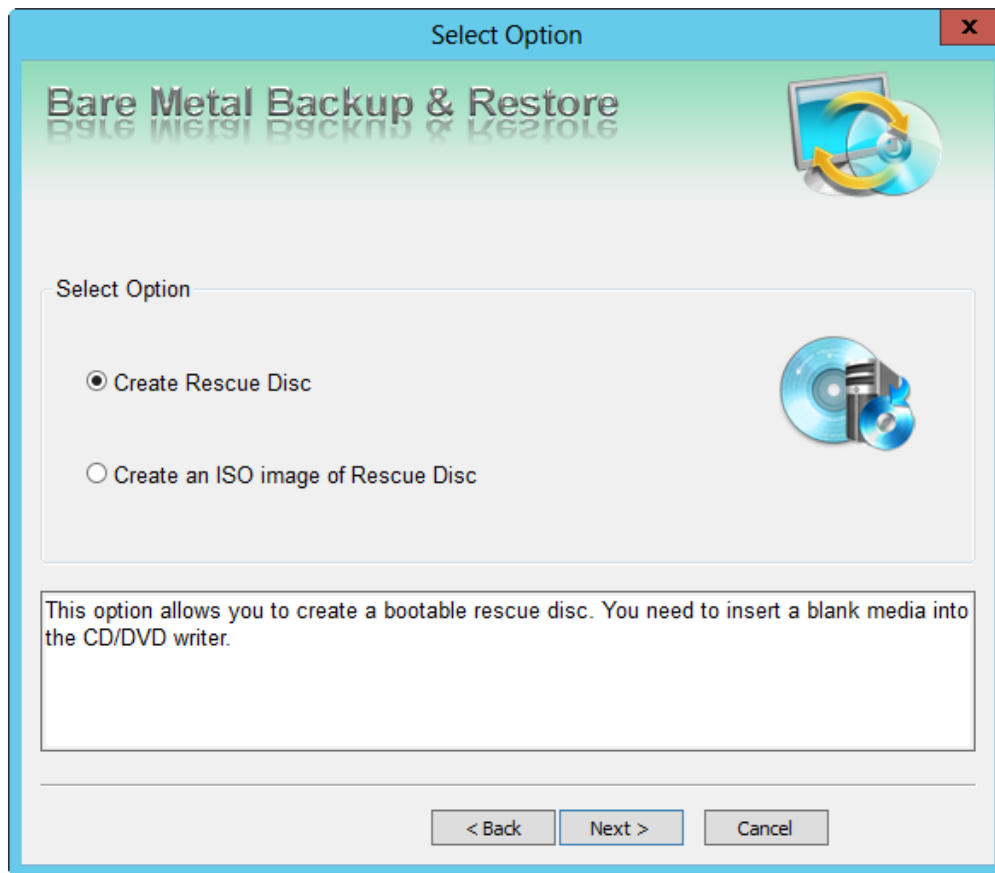 Select Option
x
Bare Metal Backup & Restore
Select Option
Create Rescue Disc
Create an ISO image of Rescue Disc
This option allows you to create a bootable rescue disc. You need to insert a blank media into
the CD/DVD writer.
< Back Next > Cancel